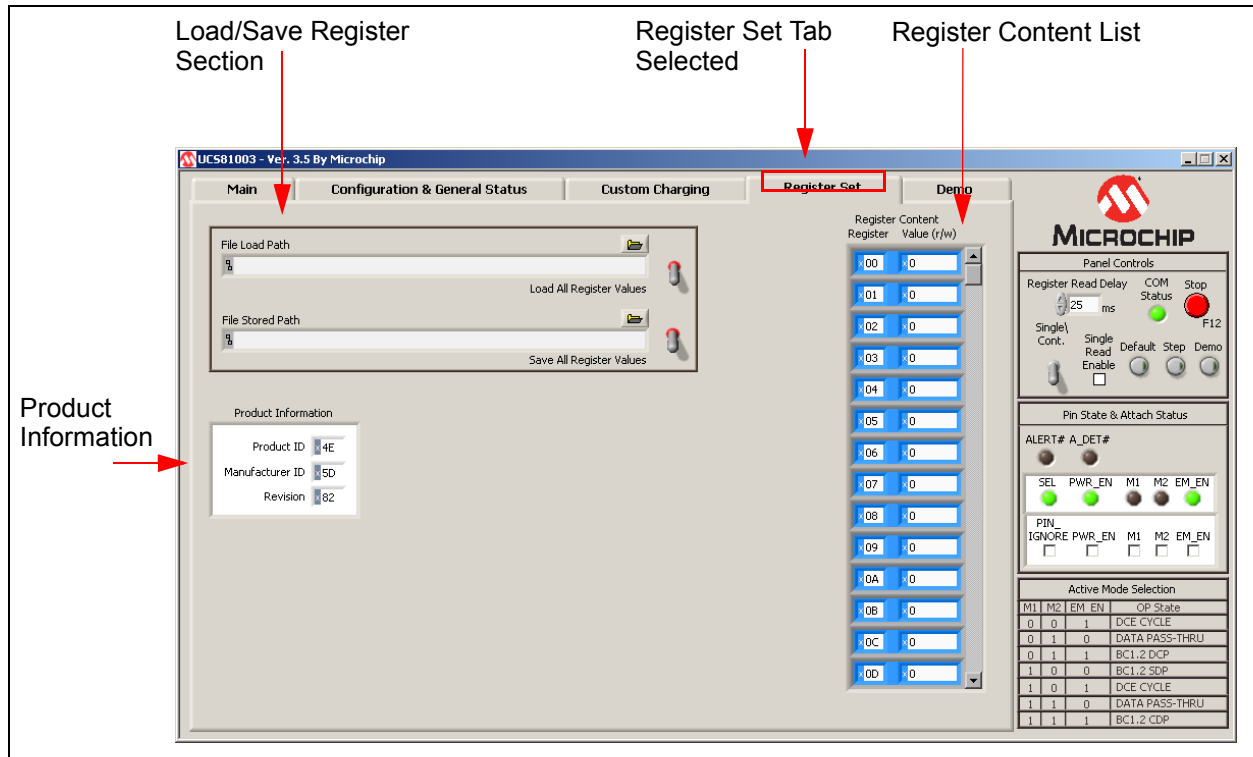 Load/Save Register
Section
Register Set Tab
Selected
Register Content List
Product
Information
UCS81003 - Ver. 3.5 By Microchip
Main
Configuration & General Status
Custom Charging
Register Set
Demo
File Load Path
Load All Register Values
File Stored Path
Save All Register Values
Product Information
Product ID x 4E
Manufacturer ID x 5D
Revision x 82
Register Content
Register Value (r/w)
x 00 x 0
x 01 x 0
x 02 x 0
x 03 x 0
x 04 x 0
x 05 x 0
x 06 x 0
x 07 x 0
x 08 x 0
x 09 x 0
x 0A x 0
x 0B x 0
x 0C x 0
x 0D x 0
MICROCHIP
Panel Controls
Register Read Delay
25 ms
COM
Status
Stop
F12
Single\
Cont.
Single
Read
Enable
Default
Step
Demo
Pin State & Attach Status
ALERT# A_DET#
SEL PWR_EN M1 M2 EM_EN
PIN_
IGNORE PWR_EN M1 M2 EM_EN
Active Mode Selection
M1 M2 EM EN OP State
0 0 1 DCE CYCLE
0 1 0 DATA PASS-THRU
0 1 1 BC1.2 DCP
1 0 0 BC1.2 SDP
1 0 1 DCE CYCLE
1 1 0 DATA PASS-THRU
1 1 1 BC1.2 CDP